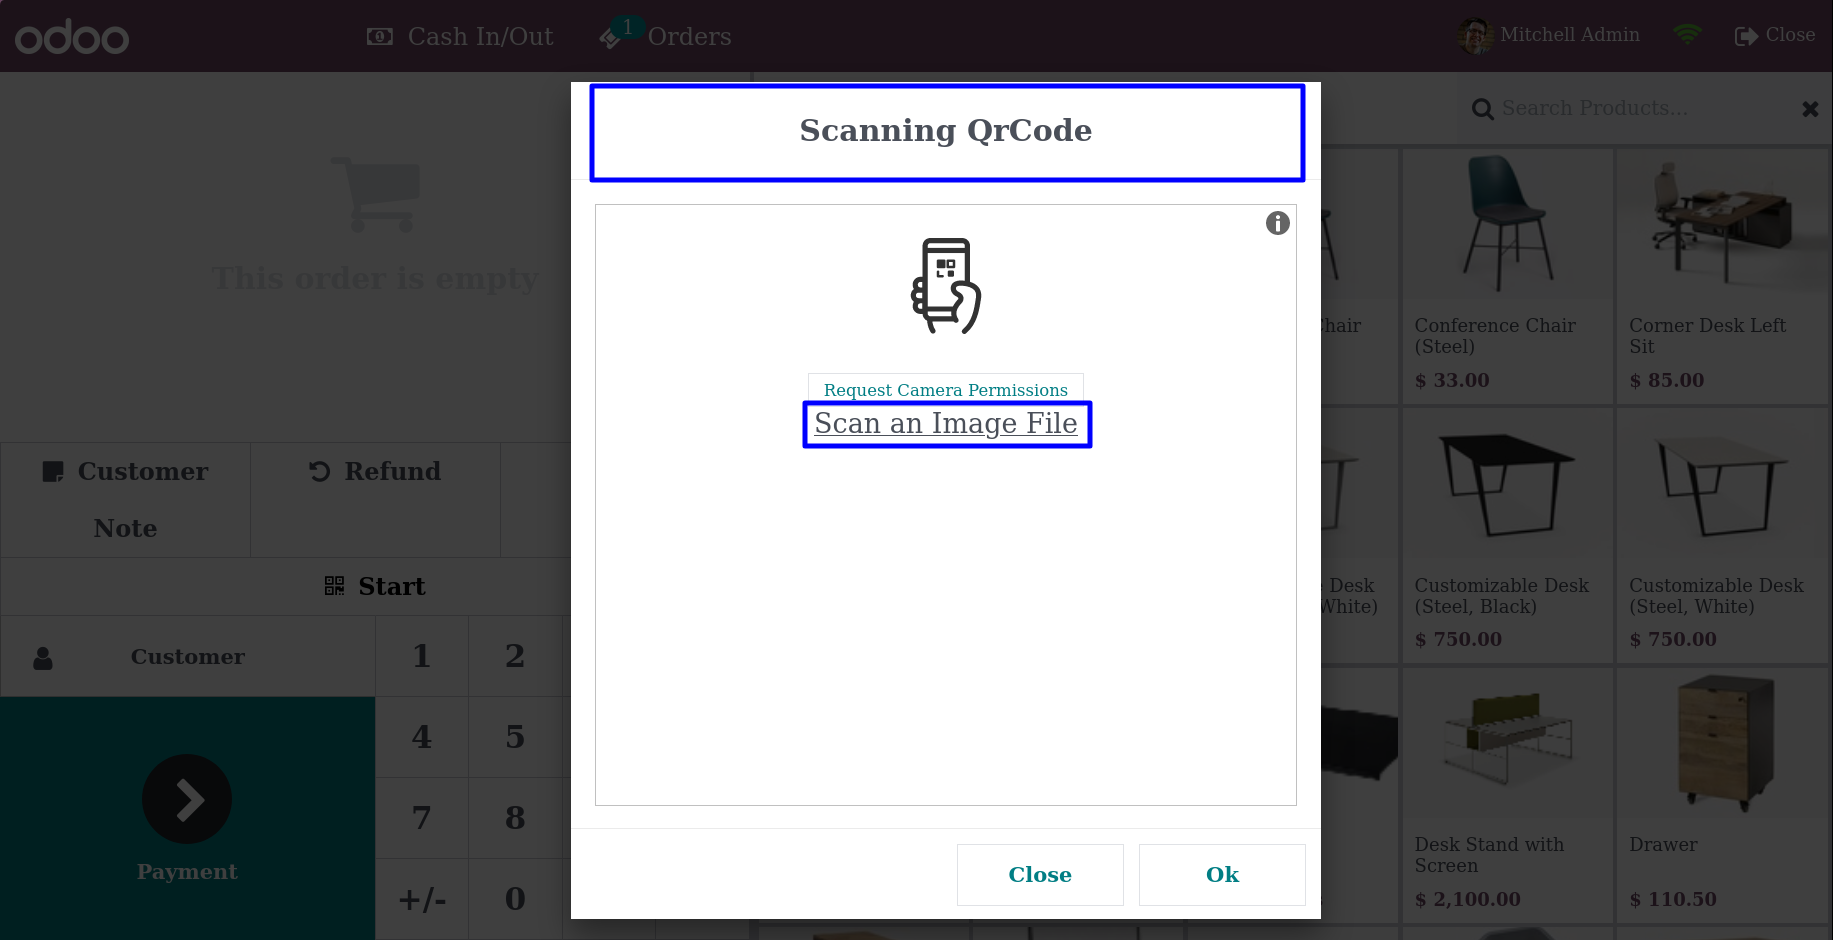 odoo
Cash In/Out
1
Orders
Mitchell Admin
Close
Search Products...
This order is empty
Scanning QrCode
Request Camera Permissions
Scan an Image File
Close
Ok
Customer
Note
Refund
Start
Customer
Payment
1
2
4
5
7
8
+/-
0
Chair
Conference Chair
(Steel)
$ 33.00
Corner Desk Left
Sit
$ 85.00
Desk
White)
Customizable Desk
(Steel, Black)
$ 750.00
Customizable Desk
(Steel, White)
$ 750.00
Desk Stand with
Screen
$ 2,100.00
Drawer
$ 110.50